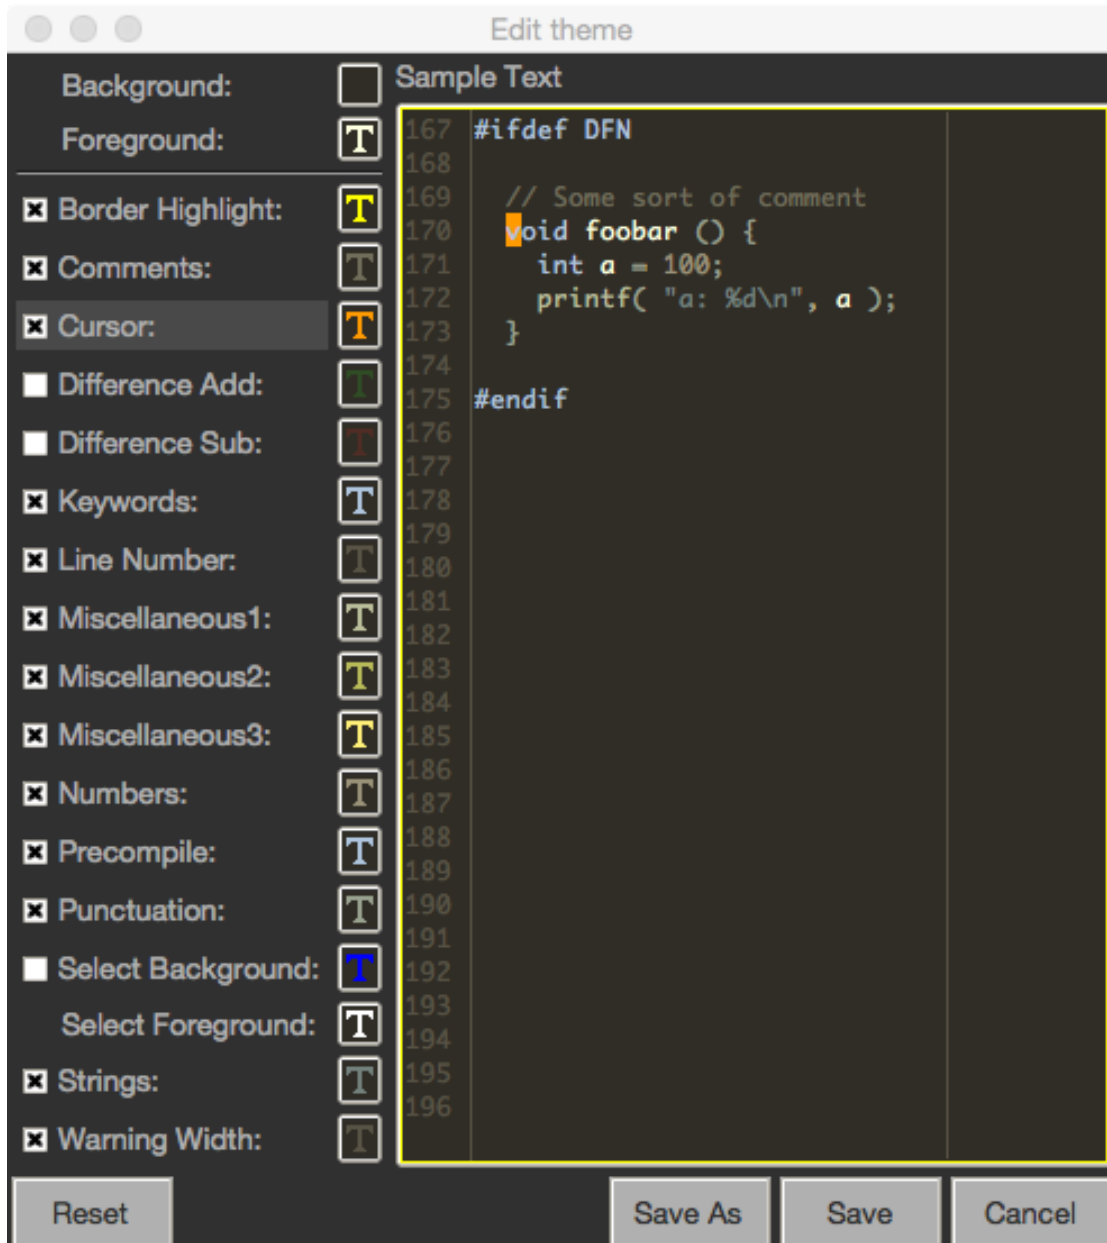 Edit theme
Background:
Foreground: T
Border Highlight: T
Comments: T
Cursor: T
Difference Add: T
Difference Sub: T
Keywords: T
Line Number: T
Miscellaneous1: T
Miscellaneous2: T
Miscellaneous3: T
Numbers: T
Precompile: T
Punctuation: T
Select Background: T
Select Foreground: T
Strings: T
Warning Width: T
Sample Text
167 #ifdef DFN
168
169 // Some sort of comment
170 void foobar () {
171 int a = 100;
172 printf( "a: %d\n", a );
173 }
174
175 #endif
176
177
178
179
180
181
182
183
184
185
186
187
188
189
190
191
192
193
194
195
196
Reset Save As Save Cancel